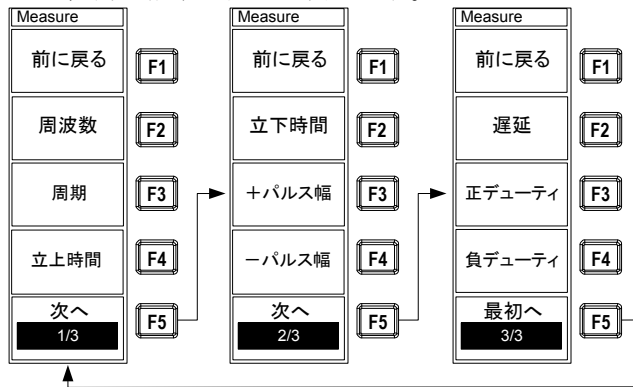 Measure
前に戻る
F1
周波数
F2
周期
F3
立上時間
F4
次へ
1/3
F5
Measure
前に戻る
F1
立下時間
F2
＋パルス幅
F3
－パルス幅
F4
次へ
2/3
F5
Measure
前に戻る
F1
遅延
F2
正デューティ
F3
負デューティ
F4
最初へ
3/3
F5